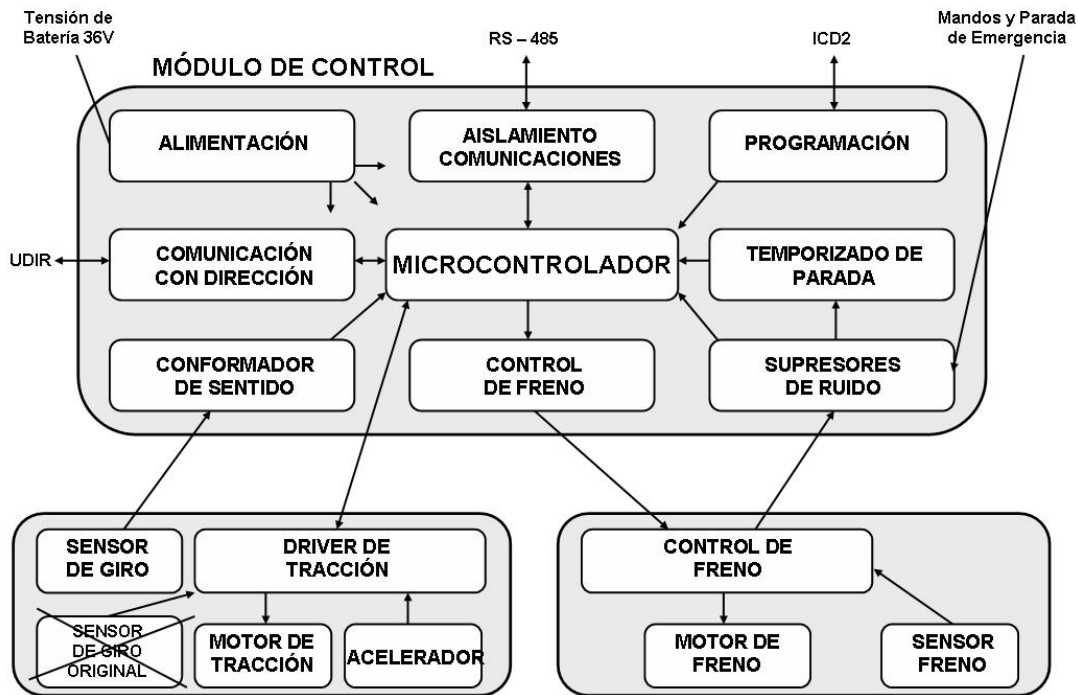 Tensión de
Batería 36V
RS – 485
ICD2
Mandos y Parada
de Emergencia
MÓDULO DE CONTROL
ALIMENTACIÓN
AISLAMIENTO
COMUNICACIONES
PROGRAMACIÓN
UDIR
COMUNICACIÓN
CON DIRECCIÓN
MICROCONTROLADOR
TEMPORIZADO DE
PARADA
CONFORMADOR
DE SENTIDO
CONTROL
DE FRENO
SUPRESORES
DE RUIDO
SENSOR
DE GIRO
DRIVER DE
TRACCIÓN
SENSOR
DE GIRO
ORIGINAL
MOTOR DE
TRACCIÓN
ACELERADOR
CONTROL DE
FRENO
MOTOR DE
FRENO
SENSOR
FRENO